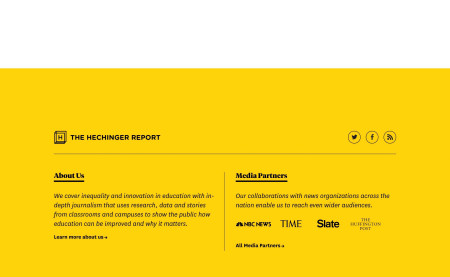 THE HECHINGER REPORT
About Us
We cover inequality and innovation in education with in-
depth journalism that uses research, data and stories
from classrooms and campuses to show the public how
education can be improved and why it matters.
Learn more about us
Media Partners
Our collaborations with news organizations across the
nation enable us to reach even wider audiences.
NBC NEWS TIME Slate THE HUFFINGTON POST
All Media Partners